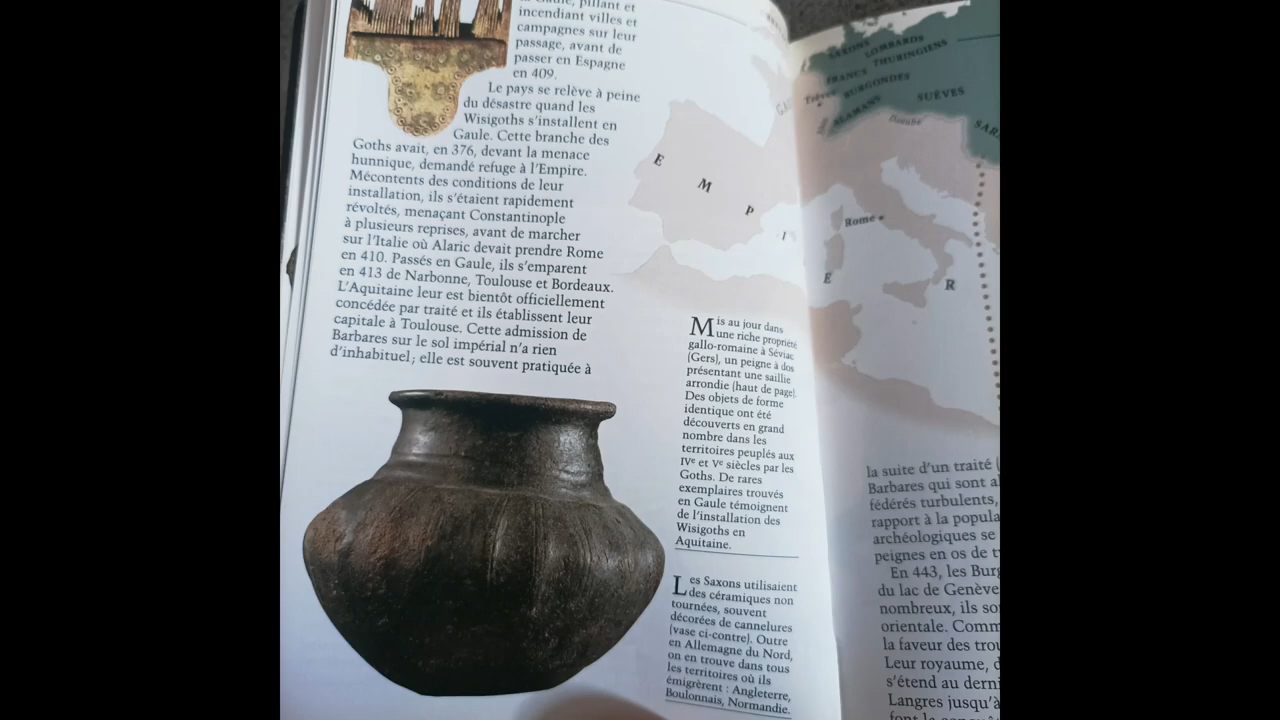 la Gaule, pillant et
incendiant villes et
campagnes sur leur
passage, avant de
passer en Espagne
en 409.
Le pays se relève à peine
du désastre quand les
Wisigoths s'installent en
Gaule. Cette branche des
Goths avait, en 376, devant la menace
hunnique, demandé refuge à l'Empire.
Mécontents des conditions de leur
installation, ils s'étaient rapidement
révoltés, menaçant Constantinople
à plusieurs reprises, avant de marcher
sur l'Italie où Alaric devait prendre Rome
en 410. Passés en Gaule, ils s'emparent
en 413 de Narbonne, Toulouse et Bordeaux.
L'Aquitaine leur est bientôt officiellement
concédée par traité et ils établissent leur
capitale à Toulouse. Cette admission de
Barbares sur le sol impérial n'a rien
d'inhabituel; elle est souvent pratiquée à
Mis au jour dans
une riche propriété
gallo-romaine à Séviac
(Gers), un peigne à dos
présentant une saillie
arrondie (haut de page).
Des objets de forme
identique ont été
découverts en grand
nombre dans les
territoires peuplés aux
IVe et Ve siècles par les
Goths. De rares
exemplaires trouvés
en Gaule témoignent
de l'installation des
Wisigoths en
Aquitaine.
Les Saxons utilisaient
des céramiques non
tournées, souvent
décorées de cannelures
(vase ci-contre). Outre
en Allemagne du Nord,
on en trouve dans tous
les territoires où ils
émigrèrent : Angleterre,
Boulonnais, Normandie.
SAXONS
LOMBARDS
THURINGIENS
FRANCS
BURGONDES
Trèves
SUÈVES
ALAMANS
Danube
SAR
GA
E M P I R
Rome
E
la suite d'un traité (
Barbares qui sont a
fédérés turbulents,
rapport à la popula
archéologiques se
peignes en os de t
En 443, les Burg
du lac de Genève
nombreux, ils so
orientale. Comm
la faveur des trou
Leur royaume, d
s'étend au derni
Langres jusqu'à